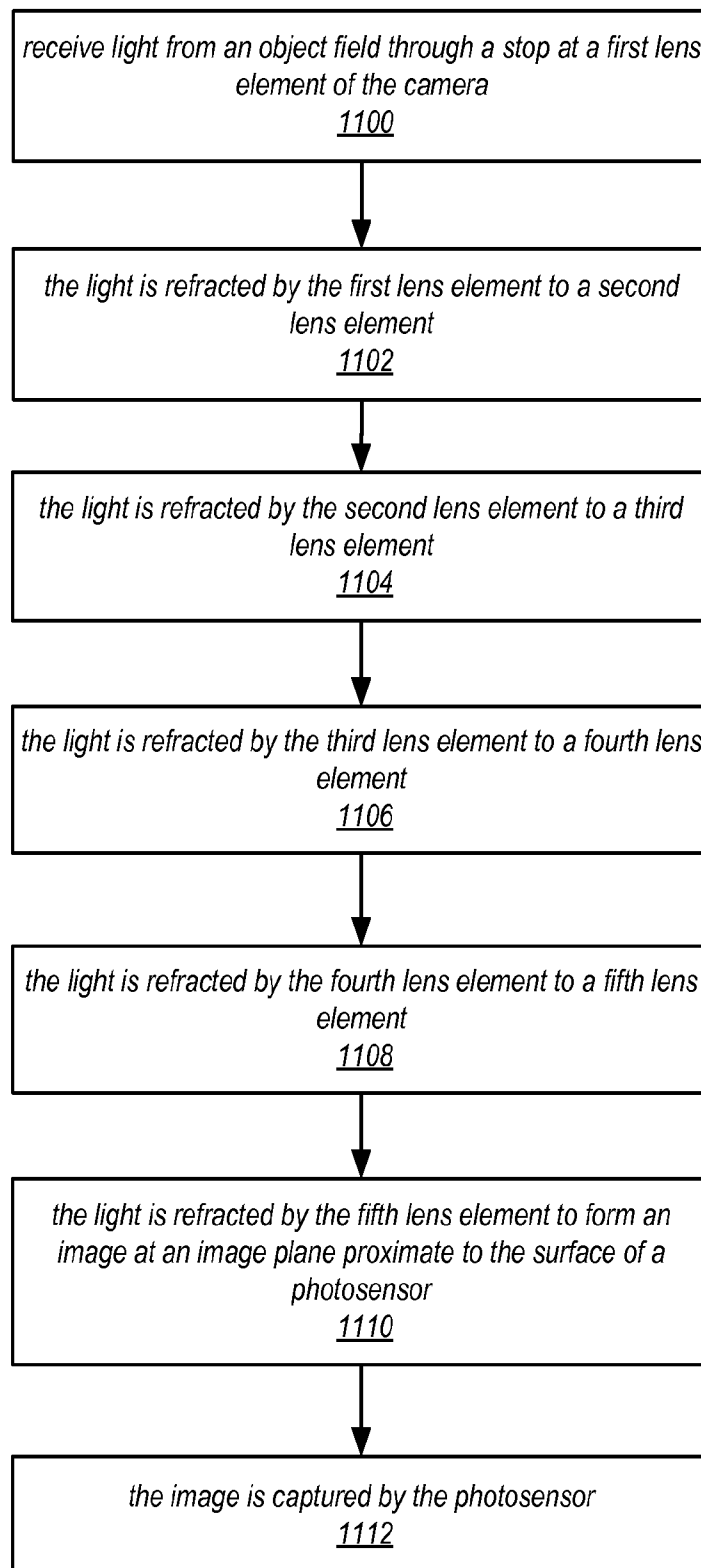 receive light from an object field through a stop at a first lens
element of the camera
1100
the light is refracted by the first lens element to a second
lens element
1102
the light is refracted by the second lens element to a third
lens element
1104
the light is refracted by the third lens element to a fourth lens
element
1106
the light is refracted by the fourth lens element to a fifth lens
element
1108
the light is refracted by the fifth lens element to form an
image at an image plane proximate to the surface of a
photosensor
1110
the image is captured by the photosensor
1112